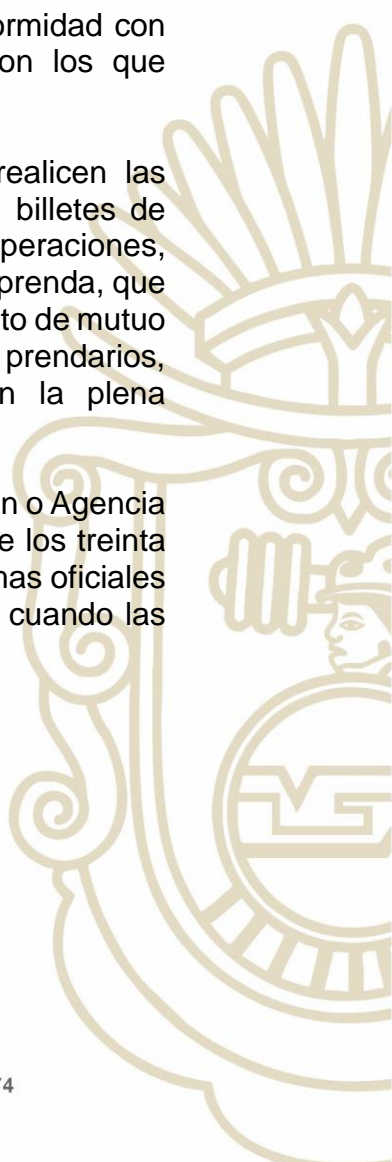 ormidad con
on los que
realicen las
billetes de
peraciones,
prenda, que
to de mutuo
prendarios,
n la plena
n o Agencia
e los treinta
nas oficiales
cuando las
74